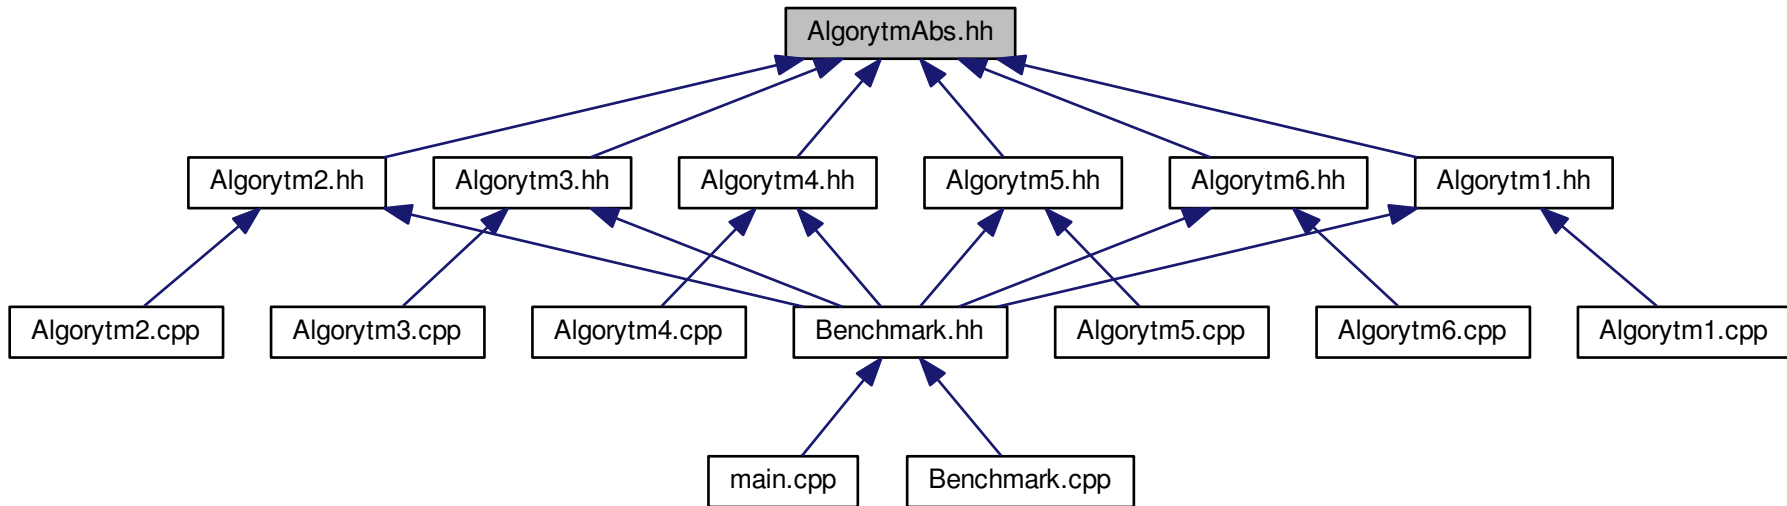 AlgorytmAbs.hh
Algorytm2.hh
Algorytm3.hh
Algorytm4.hh
Algorytm5.hh
Algorytm6.hh
Algorytm1.hh
Algorytm2.cpp
Algorytm3.cpp
Algorytm4.cpp
Benchmark.hh
Algorytm5.cpp
Algorytm6.cpp
Algorytm1.cpp
main.cpp
Benchmark.cpp